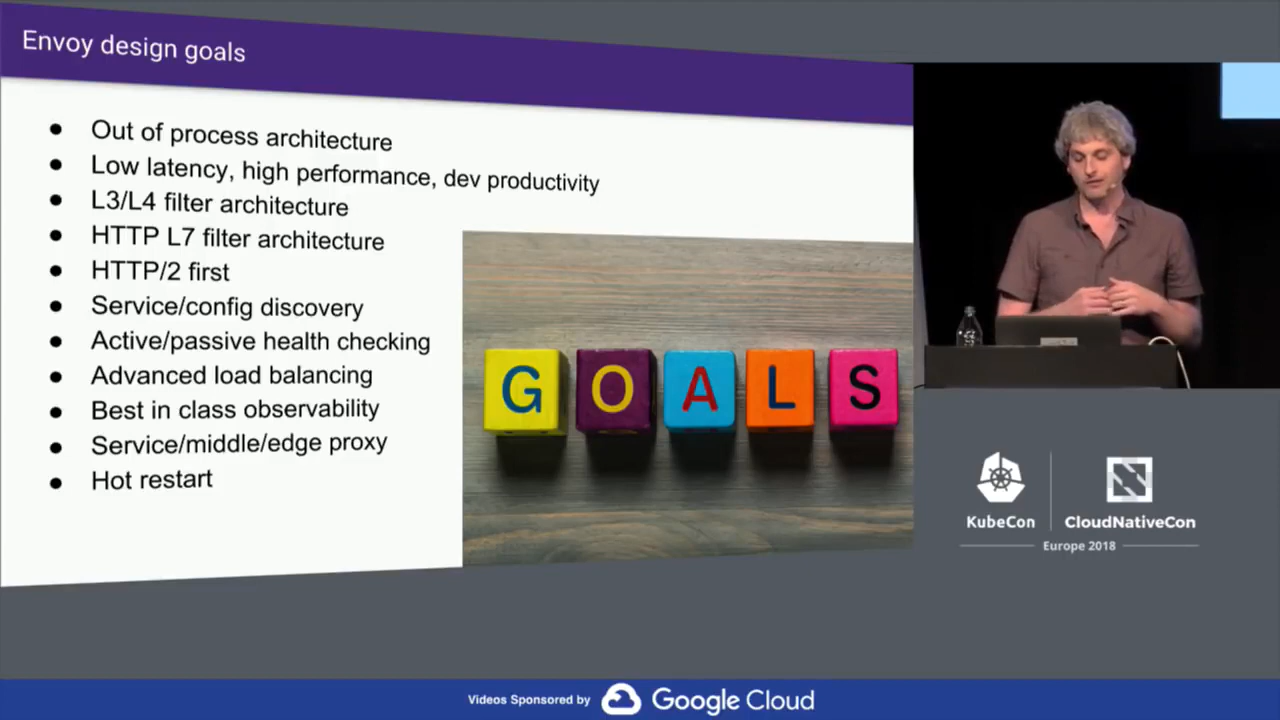 Envoy design goals
● Out of process architecture
● Low latency, high performance, dev productivity
● L3/L4 filter architecture
● HTTP L7 filter architecture
● HTTP/2 first
● Service/config discovery
● Active/passive health checking
● Advanced load balancing
● Best in class observability
● Service/middle/edge proxy
● Hot restart
GOALS
KubeCon
CloudNativeCon
Europe 2018
Videos Sponsored by Google Cloud